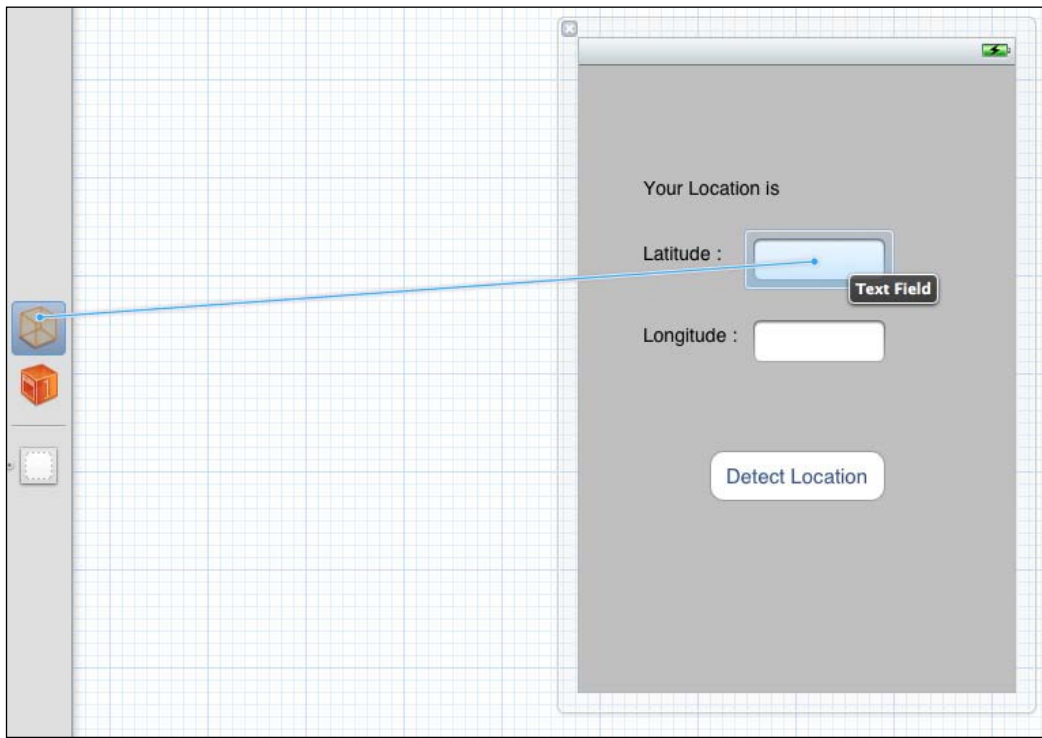 Your Location is
Latitude :
Text Field
Longitude :
Detect Location